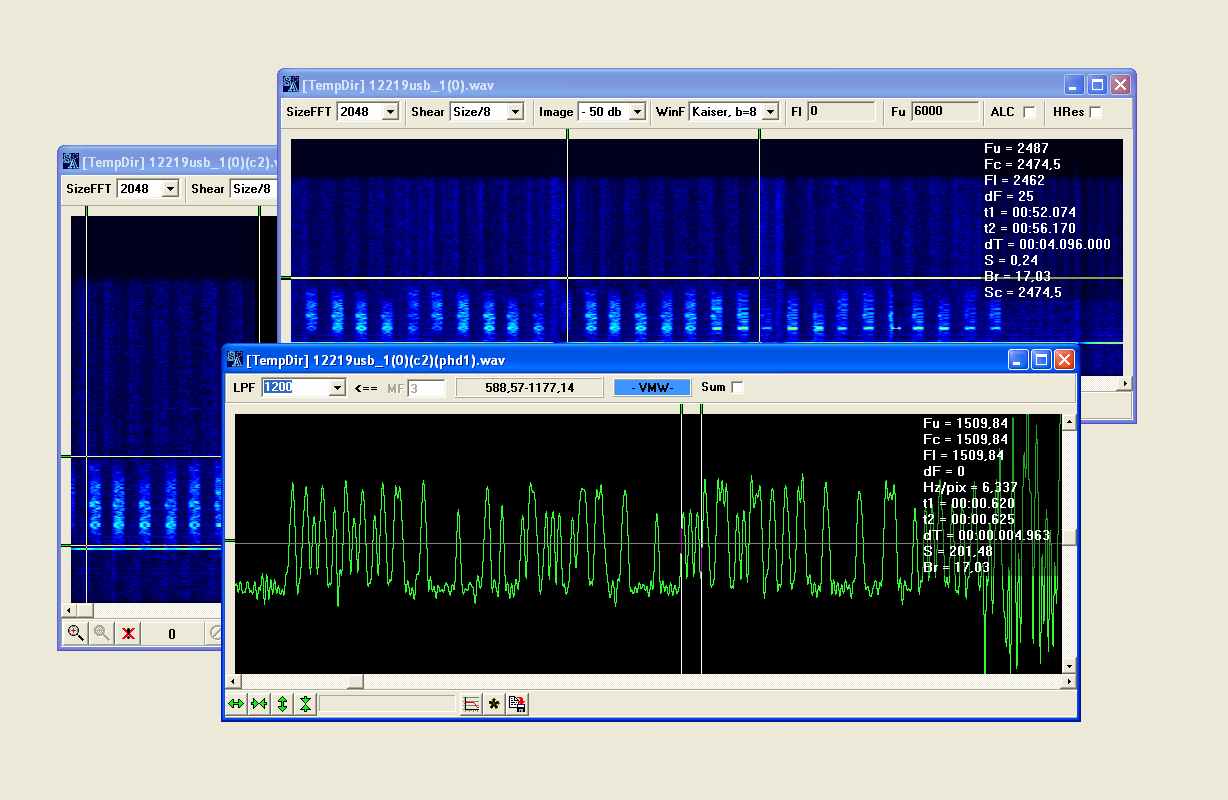 [TempDir] 12219usb_1(0).wav
SizeFFT 2048 Shear Size/8 Image - 50 db WinF Kaiser, b=8 Fl 0 Fu 6000 ALC HRes
Fu = 2487
Fc = 2474,5
Fl = 2462
dF = 25
t1 = 00:52.074
t2 = 00:56.170
dT = 00:04.096.000
S = 0,24
Br = 17,03
Sc = 2474,5
[TempDir] 12219usb_1(0)(c2).
SizeFFT 2048 Shear Size/8
0
[TempDir] 12219usb_1(0)(c2)(phd1).wav
LPF 1200 <== MF 3 588,57-1177,14 - VMW- Sum
Fu = 1509,84
Fc = 1509,84
Fl = 1509,84
dF = 0
Hz/pix = 6,337
t1 = 00:00.620
t2 = 00:00.625
dT = 00:00.004.963
S = 201,48
Br = 17,03